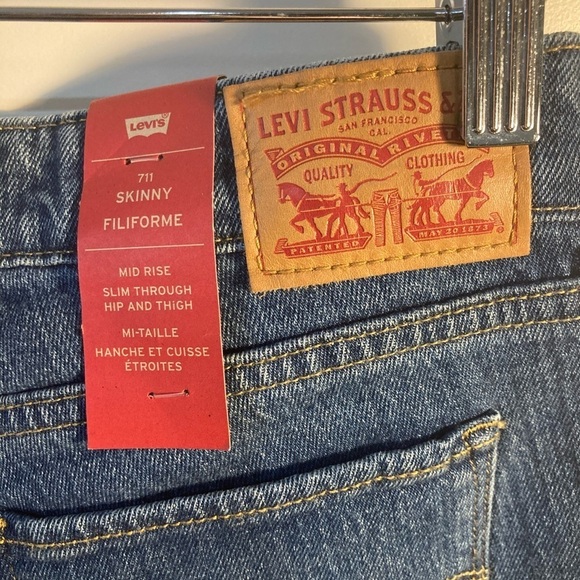 Levi's
711
SKINNY
FILIFORME
MID RISE
SLIM THROUGH
HIP AND THIGH
MI-TAILLE
HANCHE ET CUISSE
ÉTROITES
LEVI STRAUSS &
SAN FRANCISCO
CAL.
ORIGINAL RIVET
QUALITY CLOTHING
PATENTED MAY 20 1873